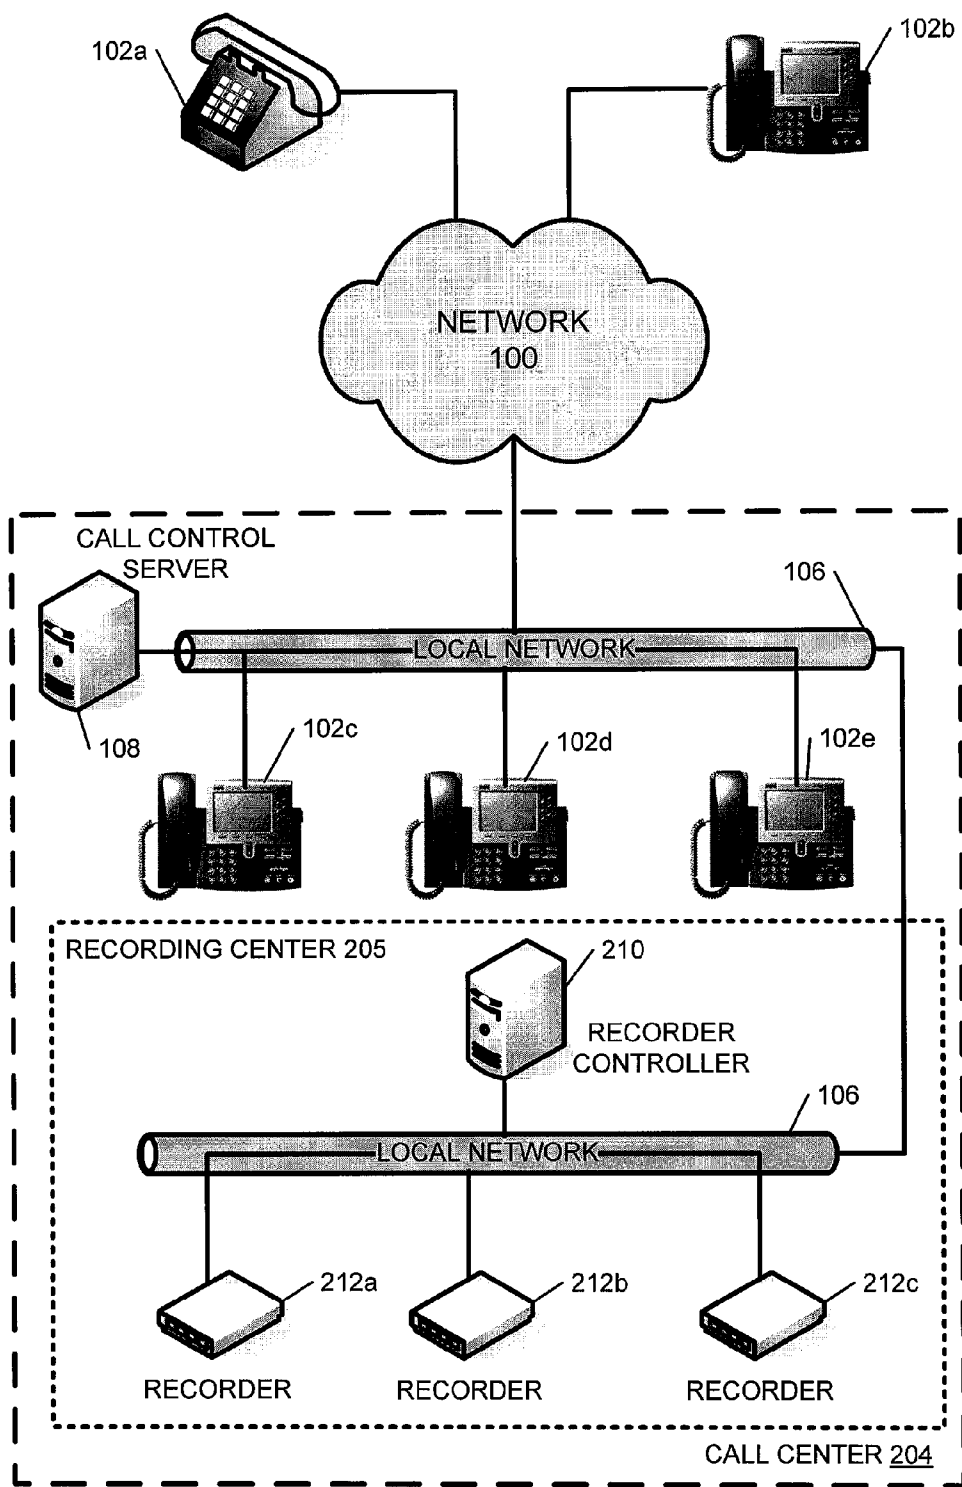 102a
102b
NETWORK
100
CALL CONTROL
SERVER
106
LOCAL NETWORK
108
102c
102d
102e
RECORDING CENTER 205
210
RECORDER
CONTROLLER
106
LOCAL NETWORK
212a
212b
212c
RECORDER
RECORDER
RECORDER
CALL CENTER 204